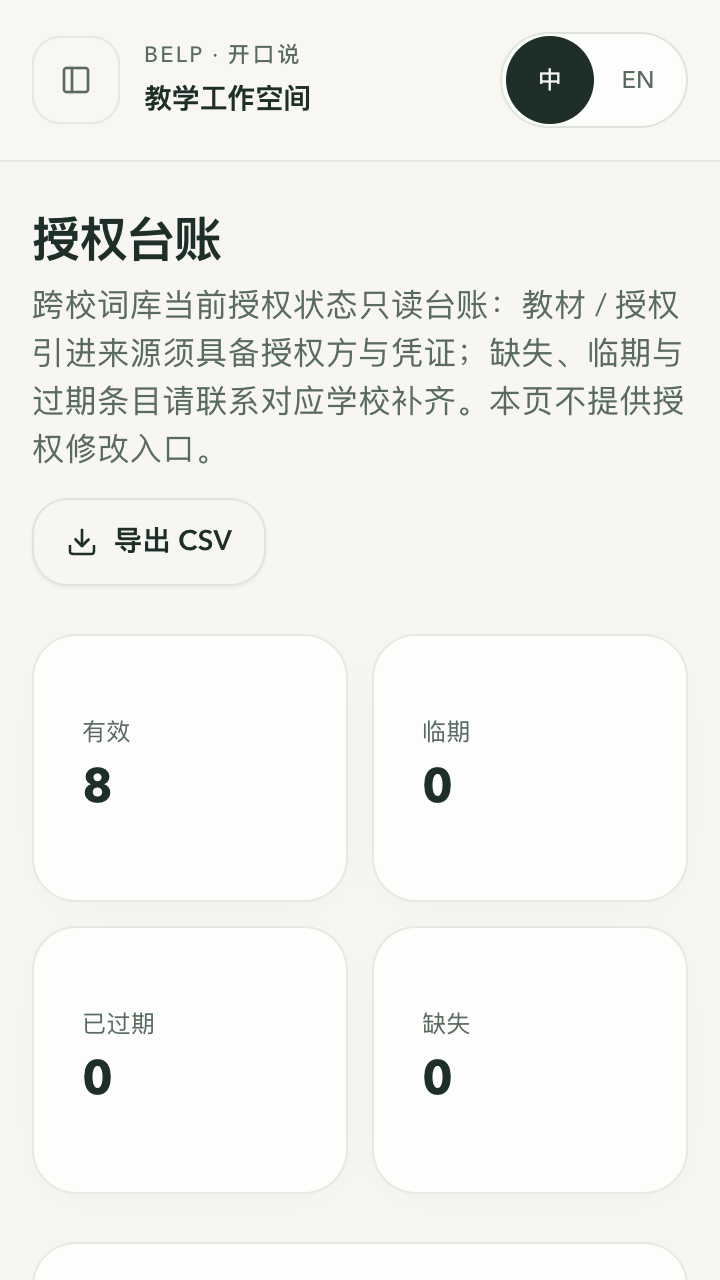 BELP · 开口说
教学工作空间
中
EN
授权台账
跨校词库当前授权状态只读台账：教材 / 授权
引进来源须具备授权方与凭证；缺失、临期与
过期条目请联系对应学校补齐。本页不提供授
权修改入口。
导出 CSV
有效
8
临期
0
已过期
0
缺失
0